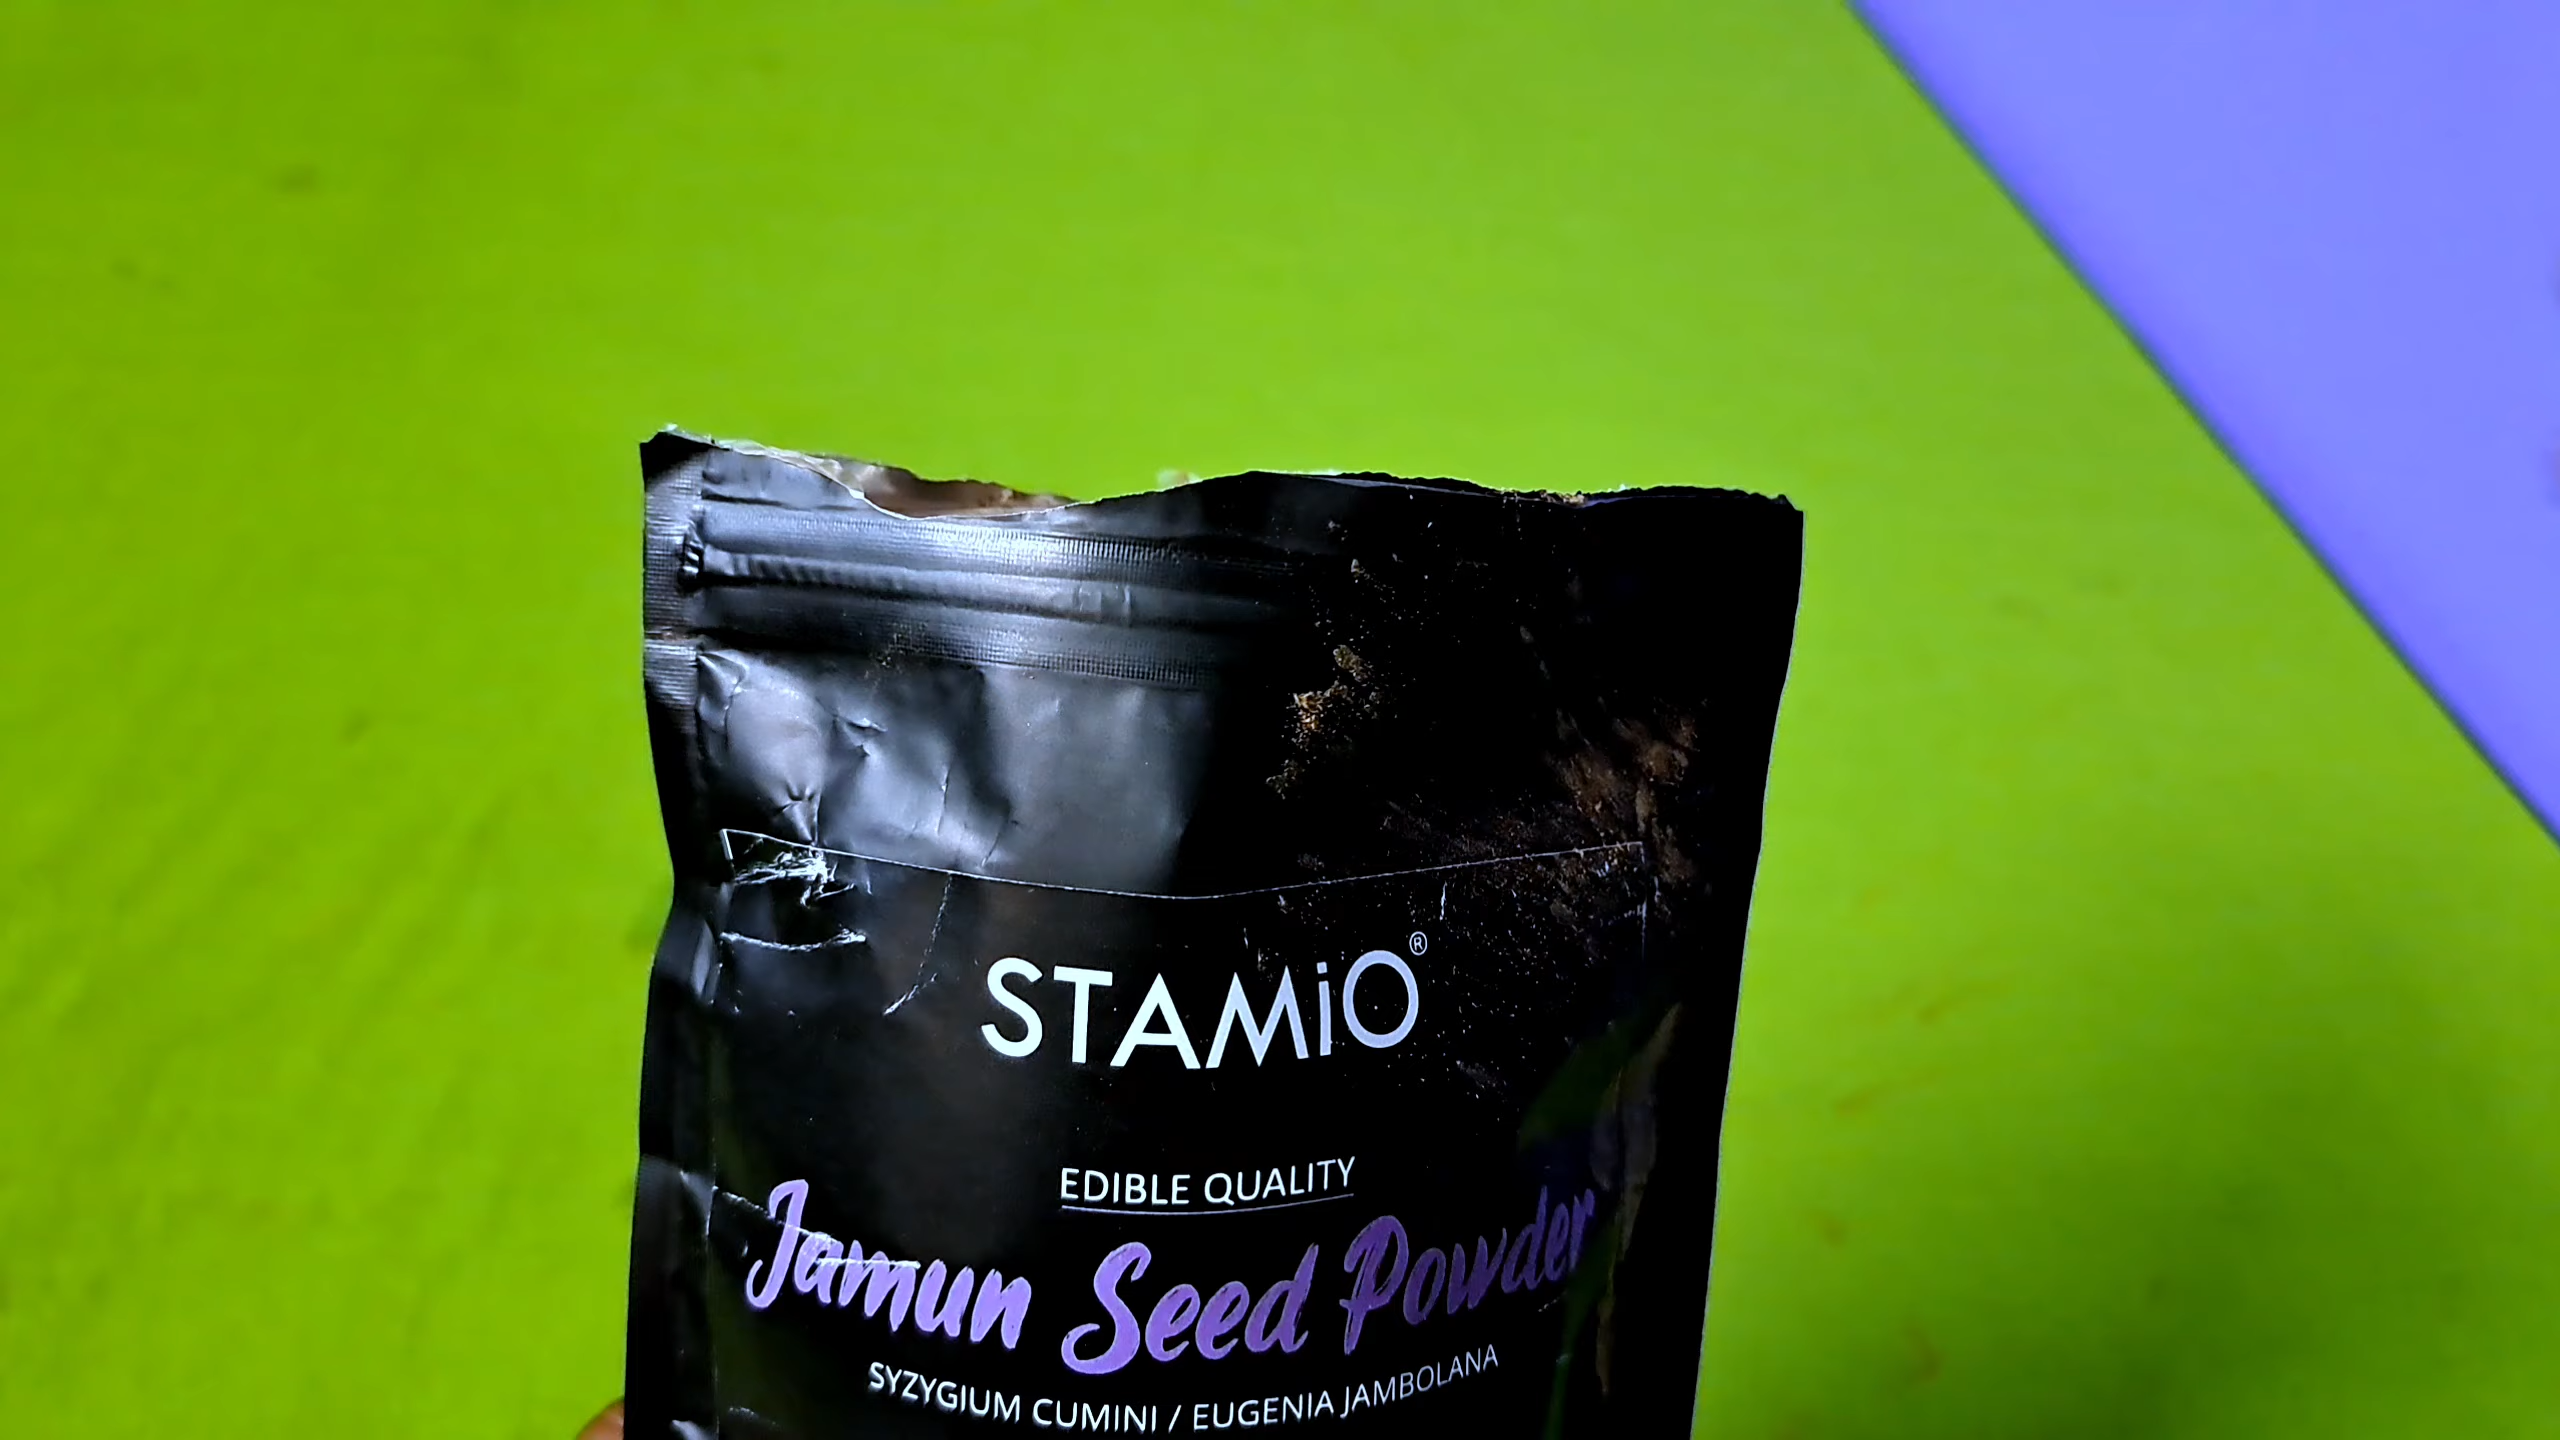 STAMiO®
EDIBLE QUALITY
Jamun Seed Powder
SYZYGIUM CUMINI / EUGENIA JAMBOLANA